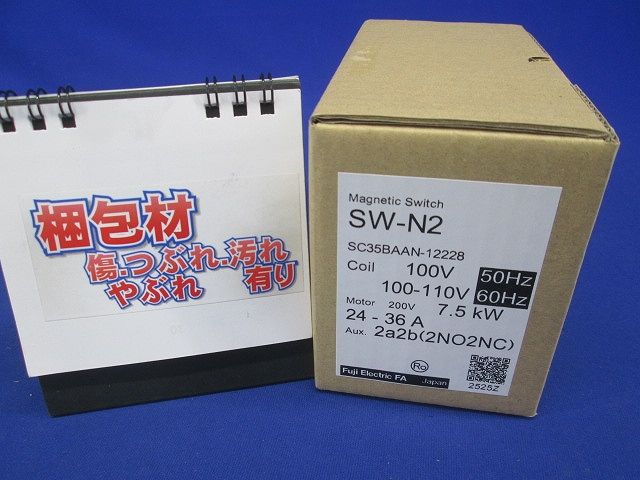 梱包材
傷.つぶれ.汚れ
やぶれ 有り
Magnetic Switch
SW-N2
SC35BAAN-12228
Coil 100V 50Hz
100-110V 60Hz
Motor 200V 7.5 kW
24 - 36 A
Aux. 2a2b(2NO2NC)
Ro
Fuji Electric FA Japan
2525Z